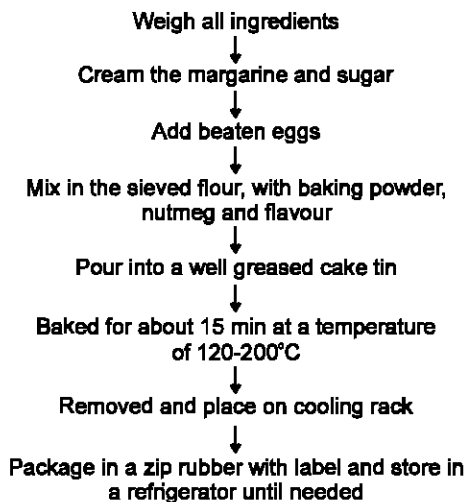 Weigh all ingredients
Cream the margarine and sugar
Add beaten eggs
Mix in the sieved flour, with baking powder,
nutmeg and flavour
Pour into a well greased cake tin
Baked for about 15 min at a temperature
of 120-200°C
Removed and place on cooling rack
Package in a zip rubber with label and store in
a refrigerator until needed